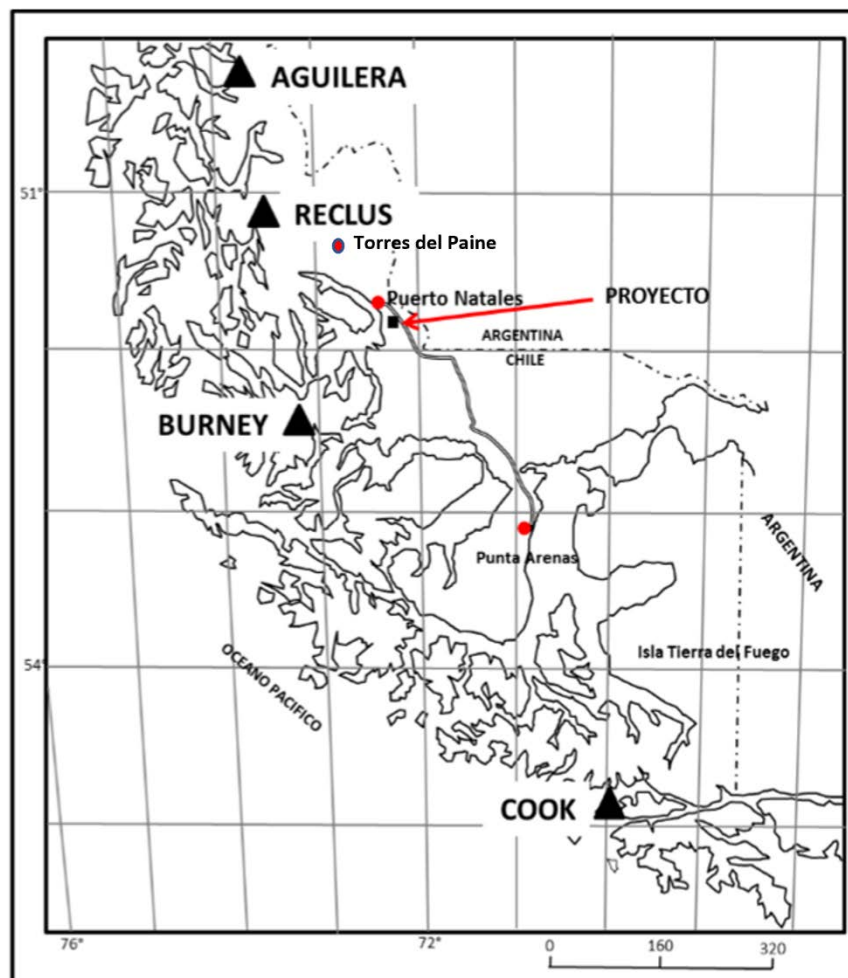 AGUILERA
51°
RECLUS
Torres del Paine
Puerto Natales
PROYECTO
ARGENTINA
CHILE
BURNEY
ARGENTINA
Punta Arenas
Isla Tierra del Fuego
54°
OCEANO PACIFICO
COOK
76°
72°
0
160
320